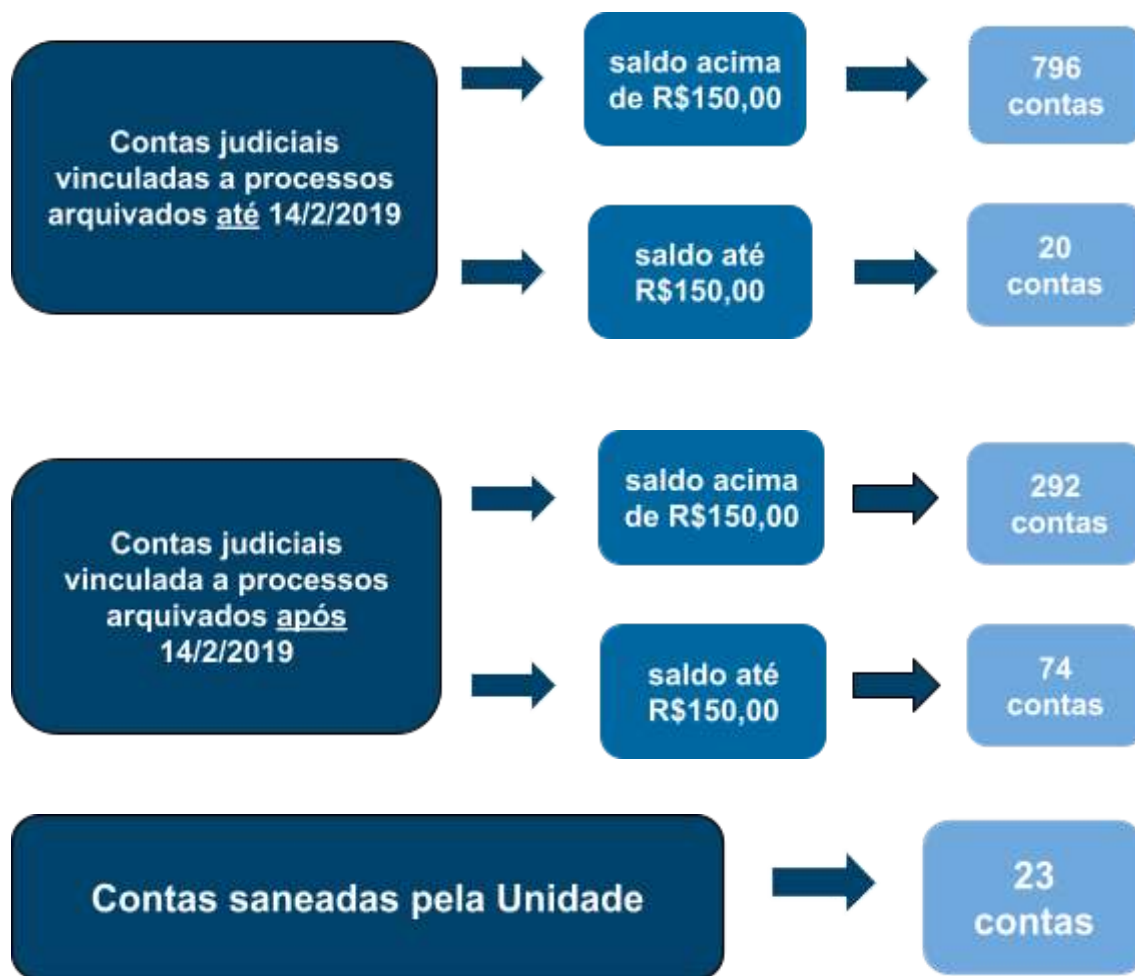 Contas judiciais
vinculadas a processos
arquivados até 14/2/2019
saldo acima
de R$150,00
796
contas
saldo até
R$150,00
20
contas
Contas judiciais
vinculada a processos
arquivados após
14/2/2019
saldo acima
de R$150,00
292
contas
saldo até
R$150,00
74
contas
Contas saneadas pela Unidade
23
contas